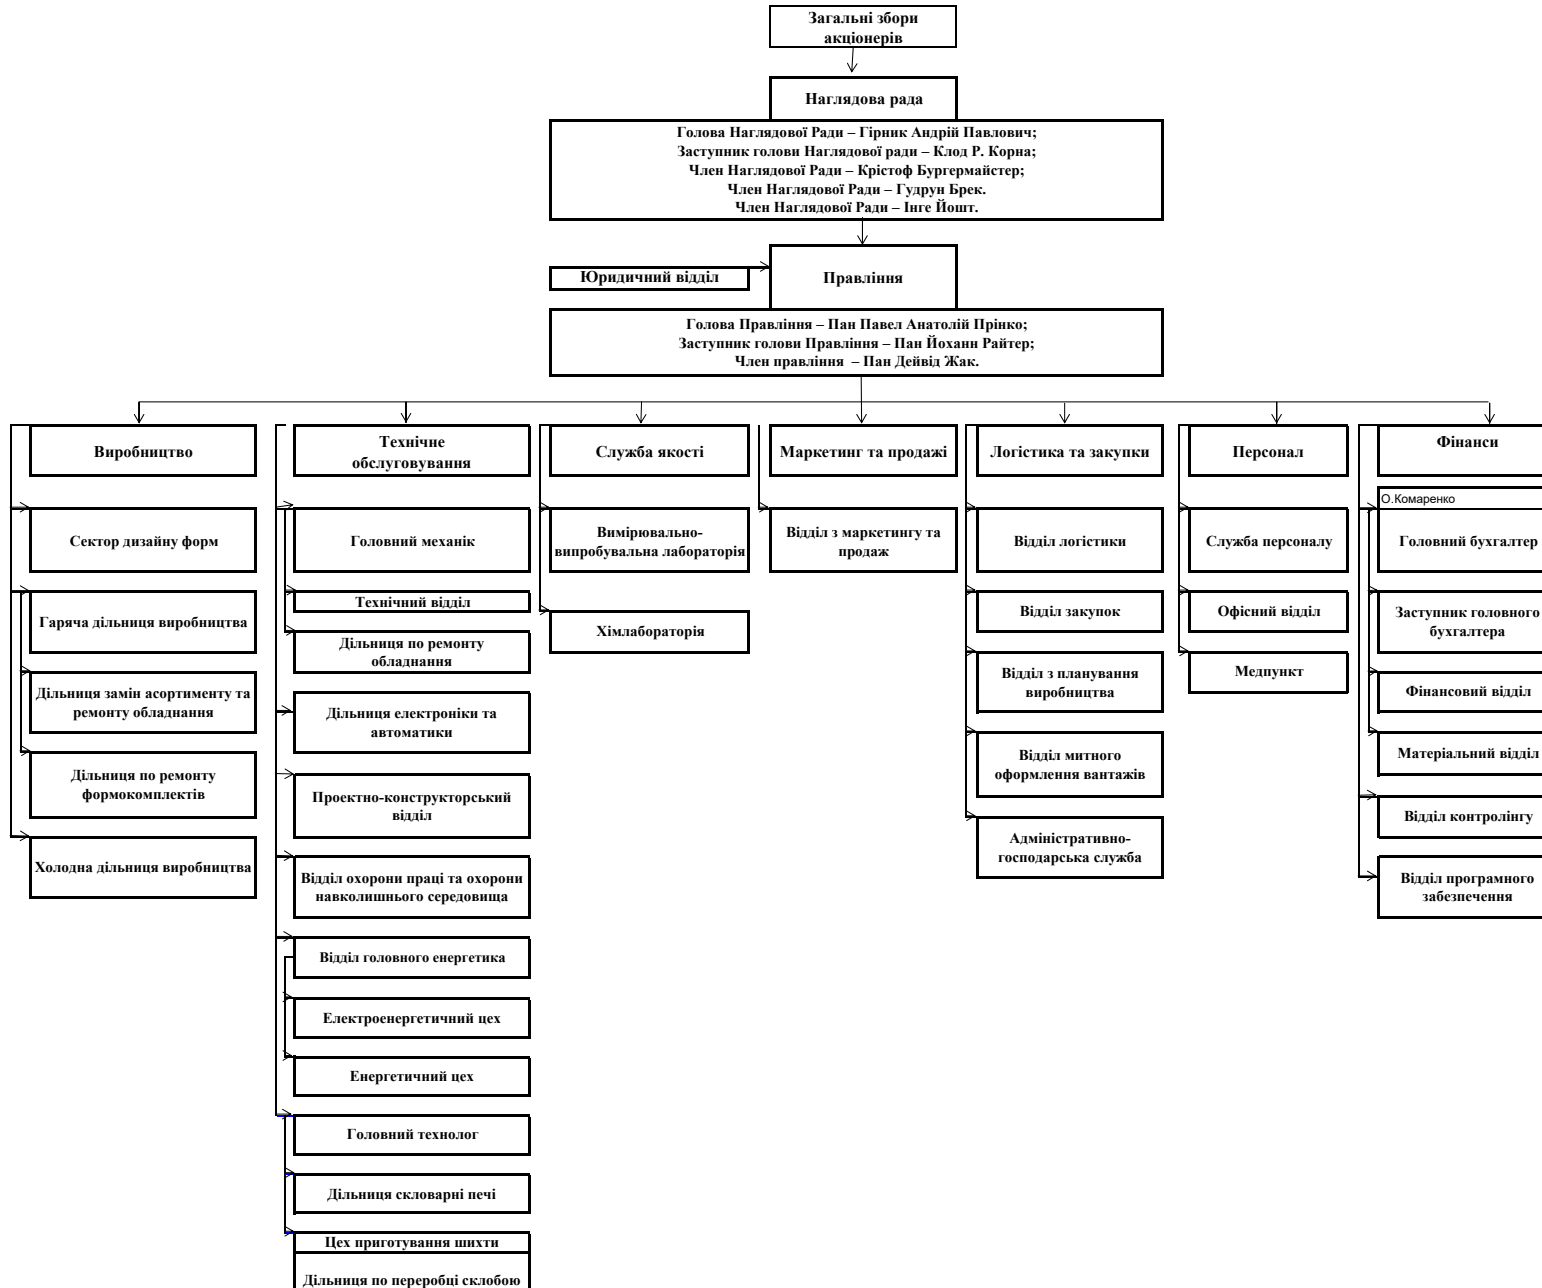 Загальні збори
акціонерів
Наглядова рада
Голова Наглядової Ради – Гірник Андрій Павлович;
Заступник голови Наглядової ради – Клод Р. Корна;
Член Наглядової Ради – Крістоф Бургермайстер;
Член Наглядової Ради – Гудрун Брек.
Член Наглядової Ради – Інге Йошт.
Юридичний відділ
Правління
Голова Правління – Пан Павел Анатолій Прінко;
Заступник голови Правління – Пан Йоханн Райтер;
Член правління – Пан Дейвід Жак.
Виробництво
Сектор дизайну форм
Гаряча дільниця виробництва
Дільниця замін асортименту та
ремонту обладнання
Дільниця по ремонту
формокомплектів
Холодна дільниця виробництва
Технічне
обслуговування
Головний механік
Технічний відділ
Дільниця по ремонту
обладнання
Дільниця електроніки та
автоматики
Проектно-конструкторський
відділ
Відділ охорони праці та охорони
навколишнього середовища
Відділ головного енергетика
Електроенергетичний цех
Енергетичний цех
Головний технолог
Дільниця скловарні печі
Цех приготування шихти
Дільниця по переробці склобою
Служба якості
Вимірювально-
випробувальна лабораторія
Хімлабораторія
Маркетинг та продажі
Відділ з маркетингу та
продаж
Логістика та закупки
Відділ логістики
Відділ закупок
Відділ з планування
виробництва
Відділ митного
оформлення вантажів
Адміністративно-
господарська служба
Персонал
Служба персоналу
Офісний відділ
Медпункт
Фінанси
О.Комаренко
Головний бухгалтер
Заступник головного
бухгалтера
Фінансовий відділ
Матеріальний відділ
Відділ контролінгу
Відділ програмного
забезпечення